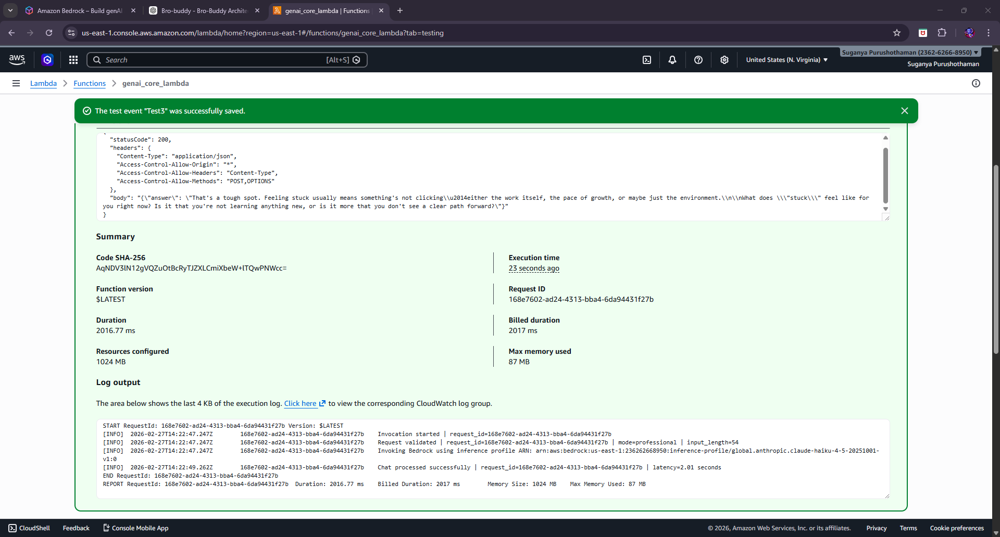 Amazon Bedrock – Build genAI
Bro-buddy - Bro-Buddy Archite
genai_core_lambda | Functions
us-east-1.console.aws.amazon.com/lambda/home?region=us-east-1#/functions/genai_core_lambda?tab=testing
aws
Search
[Alt+S]
United States (N. Virginia)
Suganya Purushothaman (2362-6266-8950)
Suganya Purushothaman
Lambda
Functions
genai_core_lambda
The test event "Test3" was successfully saved.
{
"statusCode": 200,
"headers": {
"Content-Type": "application/json",
"Access-Control-Allow-Origin": "*",
"Access-Control-Allow-Headers": "Content-Type",
"Access-Control-Allow-Methods": "POST,OPTIONS"
},
"body": "{\"answer\": \"That's a tough spot. Feeling stuck usually means something's not clicking\\u2014either the work itself, the pace of growth, or maybe just the environment.\\n\\nWhat does \\\"stuck\\\" feel like for
you right now? Is it that you're not learning anything new, or is it more that you don't see a clear path forward?\"}"
}
Summary
Code SHA-256
AqNDV3lN12gVQZuOtBcRyTJZXLCmiXbeW+lTQwPNWcc=
Execution time
23 seconds ago
Function version
$LATEST
Request ID
168e7602-ad24-4313-bba4-6da94431f27b
Duration
2016.77 ms
Billed duration
2017 ms
Resources configured
1024 MB
Max memory used
87 MB
Log output
The area below shows the last 4 KB of the execution log. Click here to view the corresponding CloudWatch log group.
START RequestId: 168e7602-ad24-4313-bba4-6da94431f27b Version: $LATEST
[INFO] 2026-02-27T14:22:47.247Z 168e7602-ad24-4313-bba4-6da94431f27b Invocation started | request_id=168e7602-ad24-4313-bba4-6da94431f27b
[INFO] 2026-02-27T14:22:47.247Z 168e7602-ad24-4313-bba4-6da94431f27b Request validated | request_id=168e7602-ad24-4313-bba4-6da94431f27b | mode=professional | input_length=54
[INFO] 2026-02-27T14:22:47.247Z 168e7602-ad24-4313-bba4-6da94431f27b Invoking Bedrock using inference profile ARN: arn:aws:bedrock:us-east-1:236262668950:inference-profile/global.anthropic.claude-haiku-4-5-20251001-
v1:0
[INFO] 2026-02-27T14:22:49.262Z 168e7602-ad24-4313-bba4-6da94431f27b Chat processed successfully | request_id=168e7602-ad24-4313-bba4-6da94431f27b | latency=2.01 seconds
END RequestId: 168e7602-ad24-4313-bba4-6da94431f27b
REPORT RequestId: 168e7602-ad24-4313-bba4-6da94431f27b Duration: 2016.77 ms Billed Duration: 2017 ms Memory Size: 1024 MB Max Memory Used: 87 MB
CloudShell
Feedback
Console Mobile App
© 2026, Amazon Web Services, Inc. or its affiliates.
Privacy
Terms
Cookie preferences